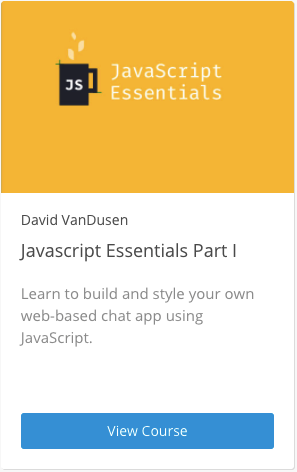 JS
JavaScript
Essentials
David VanDusen
Javascript Essentials Part I
Learn to build and style your own
web-based chat app using
JavaScript.
View Course